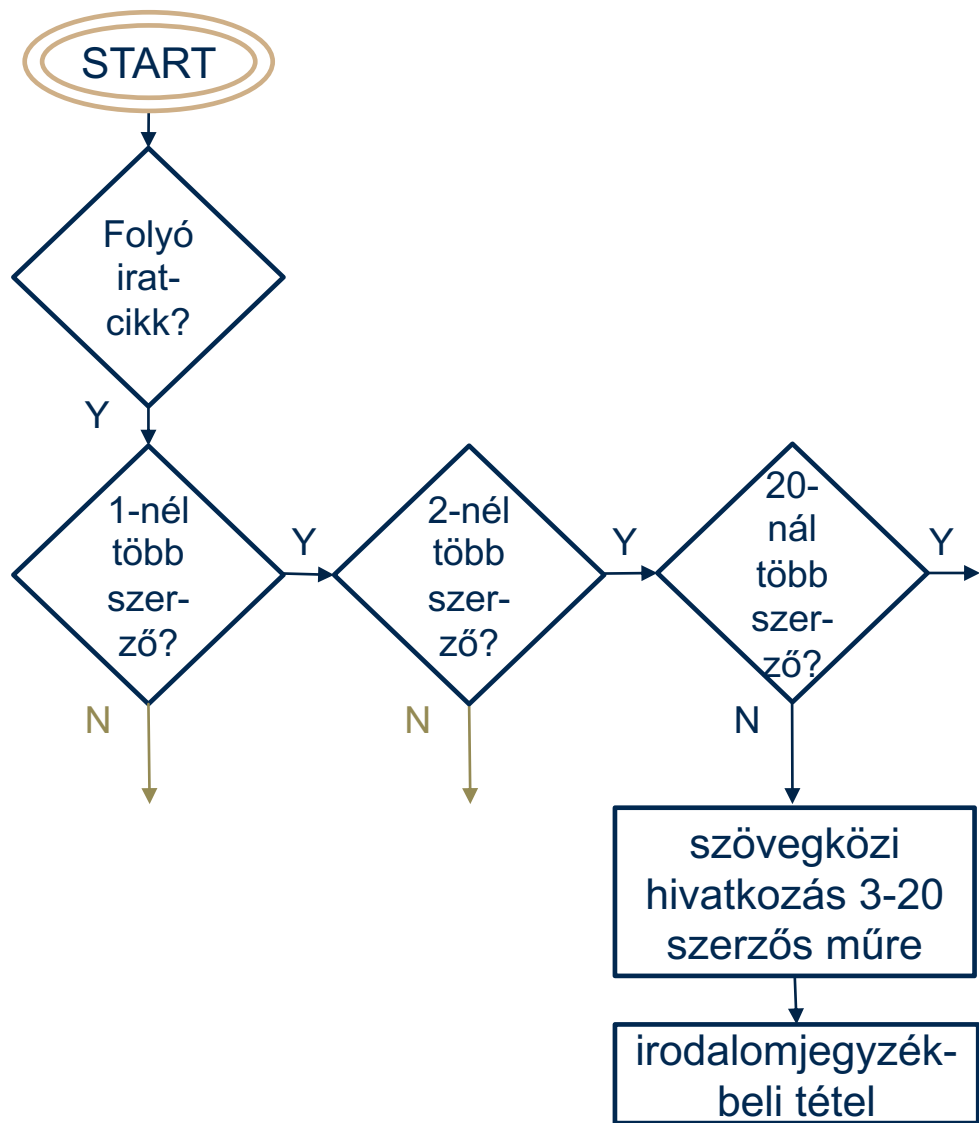 START
Folyó
irat-
cikk?
Y
1-nél
több
szer-
ző?
Y
2-nél
több
szer-
ző?
Y
20-
nál
több
szer-
ző?
Y
N
N
N
szövegközi
hivatkozás 3-20
szerzős műre
irodalomjegyzék-
beli tétel